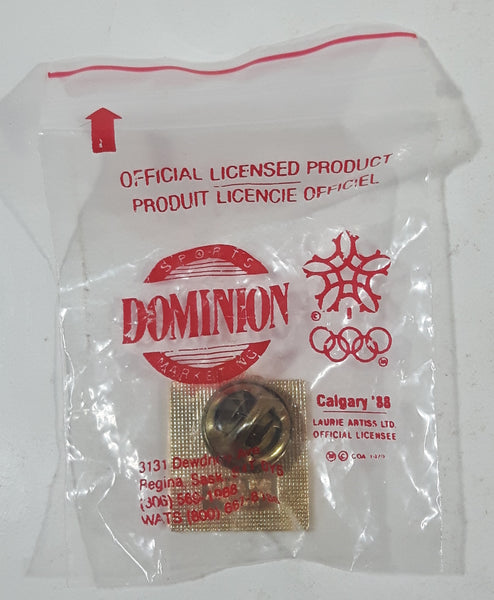 OFFICIAL LICENSED PRODUCT
PRODUIT LICENCIE OFFICIEL
SPORTS
DOMINION
MARKETING
Calgary '88
LAURIE ARTISS LTD.
OFFICIAL LICENSEE
3131
Regina, Sask.
(306)
WATS (800)